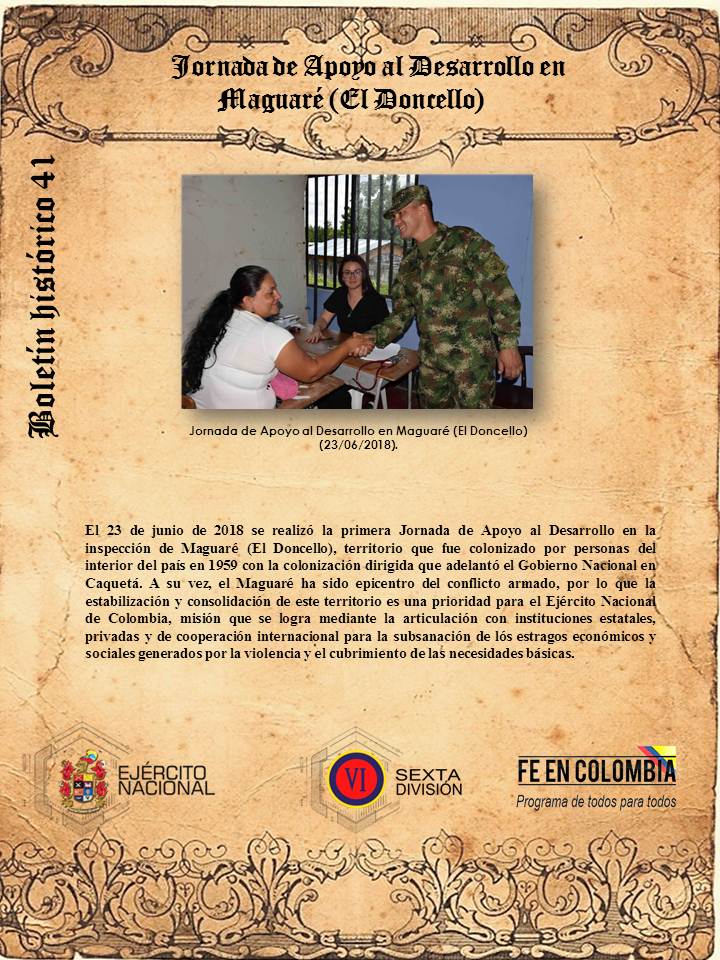 Jornada de Apoyo al Desarrollo en
Maguaré (El Doncello)
Boletín histórico 41
Jornada de Apoyo al Desarrollo en Maguaré (El Doncello)
(23/06/2018).
El 23 de junio de 2018 se realizó la primera Jornada de Apoyo al Desarrollo en la
inspección de Maguaré (El Doncello), territorio que fue colonizado por personas del
interior del país en 1959 con la colonización dirigida que adelantó el Gobierno Nacional en
Caquetá. A su vez, el Maguaré ha sido epicentro del conflicto armado, por lo que la
estabilización y consolidación de este territorio es una prioridad para el Ejército Nacional
de Colombia, misión que se logra mediante la articulación con instituciones estatales,
privadas y de cooperación internacional para la subsanación de lós estragos económicos y
sociales generados por la violencia y el cubrimiento de las necesidades básicas.
EJÉRCITO
NACIONAL
VI
SEXTA
DIVISIÓN
FE EN COLOMBIA
Programa de todos para todos